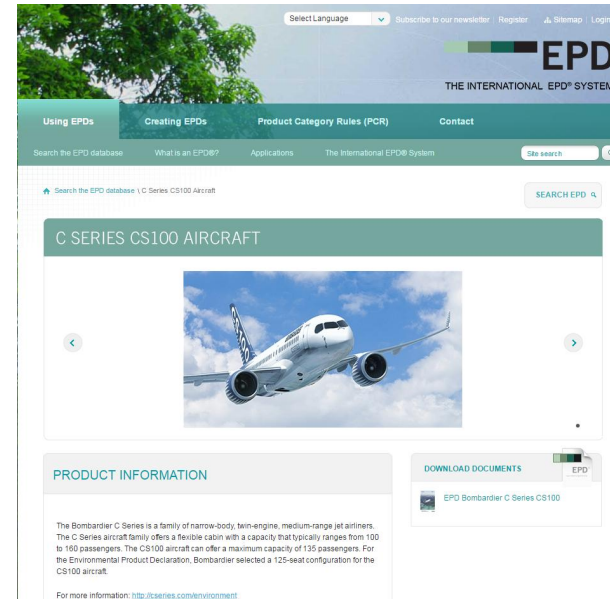 Select Language
Subscribe to our newsletter | Register
Sitemap | Login
EPD
THE INTERNATIONAL EPD® SYSTEM
Using EPDs Creating EPDs Product Category Rules (PCR) Contact
Search the EPD database What is an EPD®? Applications The International EPD® System Site search
Search the EPD database \ C Series CS100 Aircraft
SEARCH EPD
C SERIES CS100 AIRCRAFT
PRODUCT INFORMATION
The Bombardier C Series is a family of narrow-body, twin-engine, medium-range jet airliners.
The C Series aircraft family offers a flexible cabin with a capacity that typically ranges from 100
to 160 passengers. The CS100 aircraft can offer a maximum capacity of 135 passengers. For
the Environmental Product Declaration, Bombardier selected a 125-seat configuration for the
CS100 aircraft.
For more information: http://cseries.com/environment
DOWNLOAD DOCUMENTS
EPD
EPD Bombardier C Series CS100